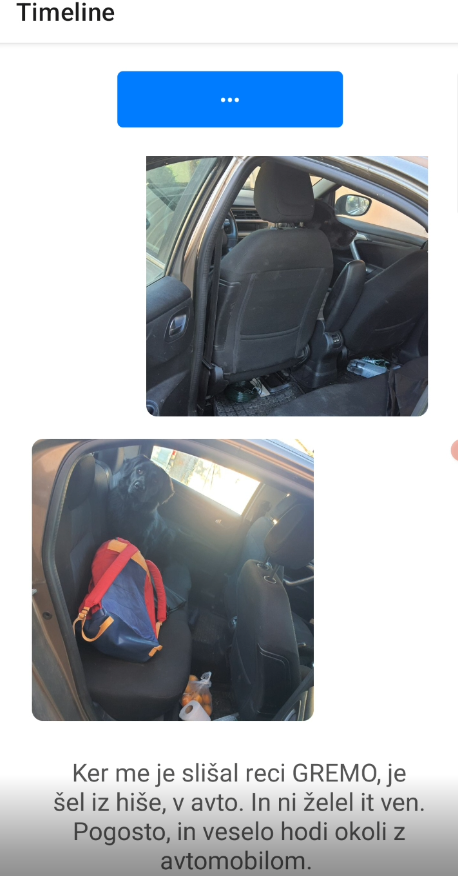 Timeline
...
Ker me je slišal reci GREMO, je
šel iz hiše, v avto. In ni želel it ven.
Pogosto, in veselo hodi okoli z
avtomobilom.